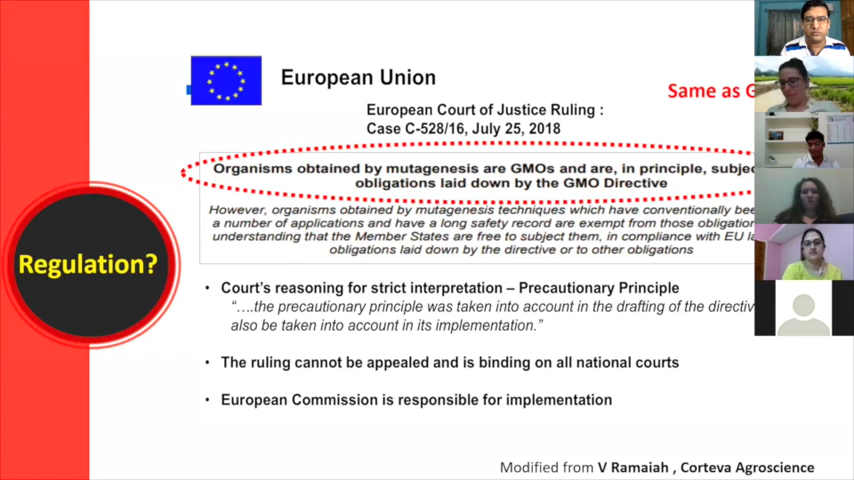 European Union
Same as G
European Court of Justice Ruling :
Case C-528/16, July 25, 2018
Organisms obtained by mutagenesis are GMOs and are, in principle, subjec
obligations laid down by the GMO Directive
However, organisms obtained by mutagenesis techniques which have conventionally bee
a number of applications and have a long safety record are exempt from those obligation
understanding that the Member States are free to subject them, in compliance with EU la
obligations laid down by the directive or to other obligations
Regulation?
• Court's reasoning for strict interpretation – Precautionary Principle
"….the precautionary principle was taken into account in the drafting of the directiv
also be taken into account in its implementation."
• The ruling cannot be appealed and is binding on all national courts
• European Commission is responsible for implementation
Modified from V Ramaiah , Corteva Agroscience